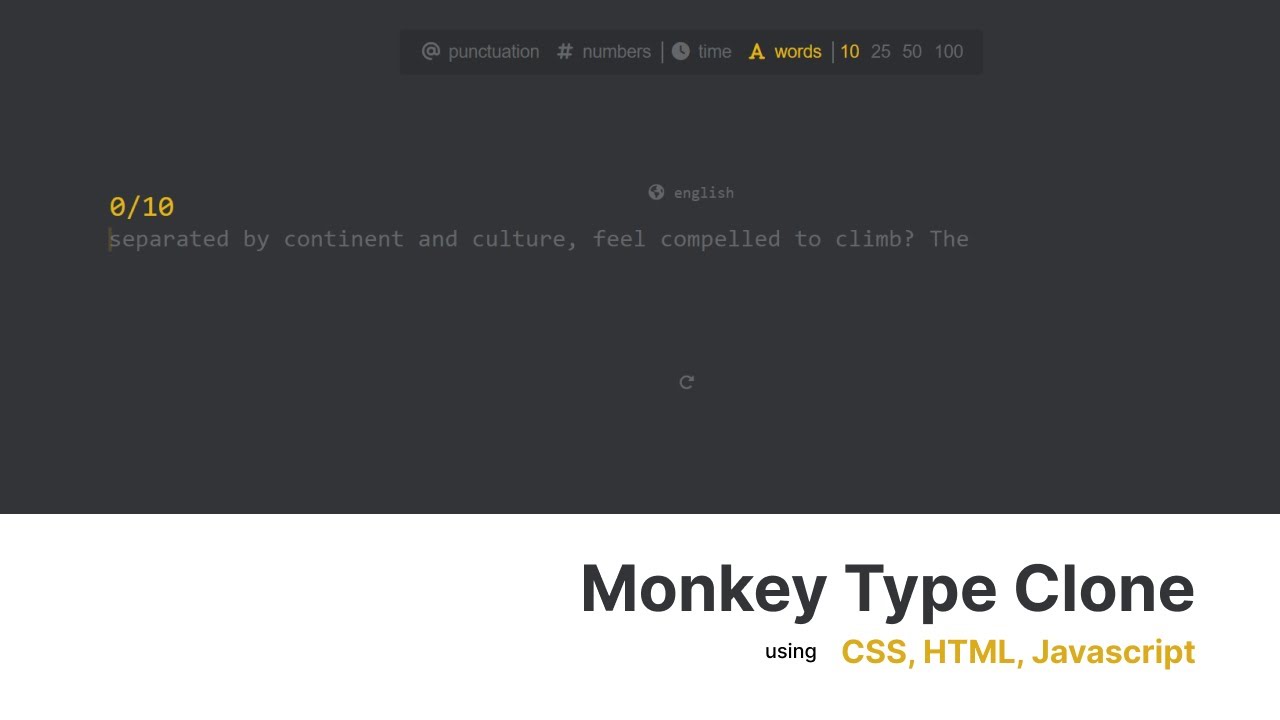 @ punctuation # numbers | time A words | 10 25 50 100
english
0/10
separated by continent and culture, feel compelled to climb? The
Monkey Type Clone
using CSS, HTML, Javascript